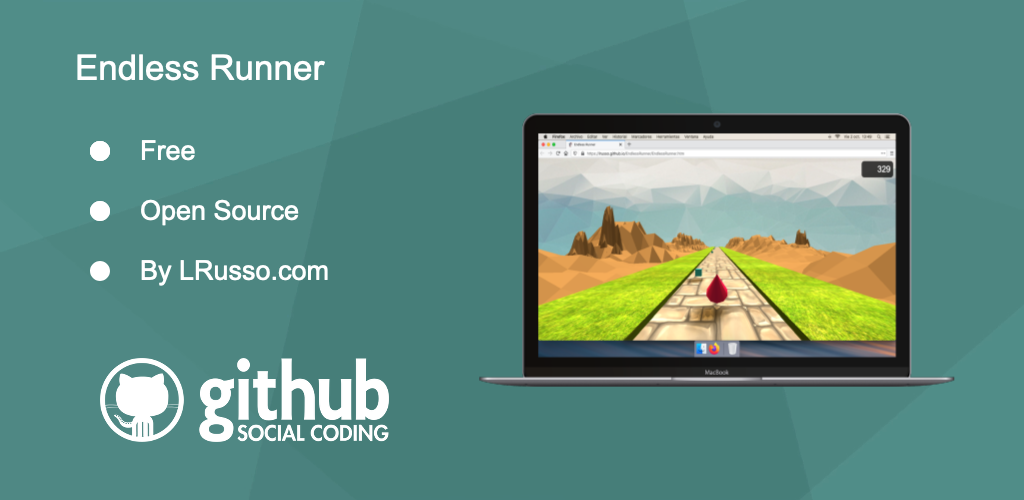 Endless Runner
Free
Open Source
By LRusso.com
github
SOCIAL CODING
329
MacBook